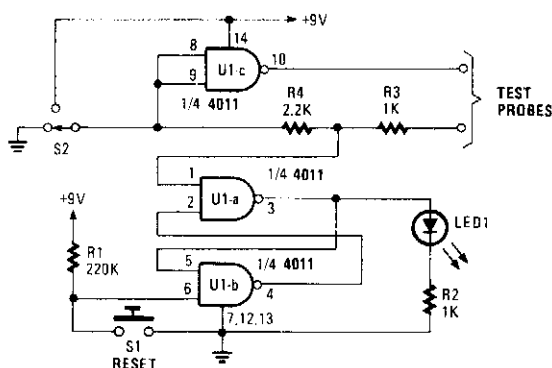 +9V
14
8
9
U1-c
10
1/4 4011
R4
2.2K
R3
1K
TEST
PROBES
S2
1
2
U1-a
3
1/4 4011
+9V
R1
220K
5
6
U1-b
4
1/4 4011
7,12,13
LED1
R2
1K
S1
RESET